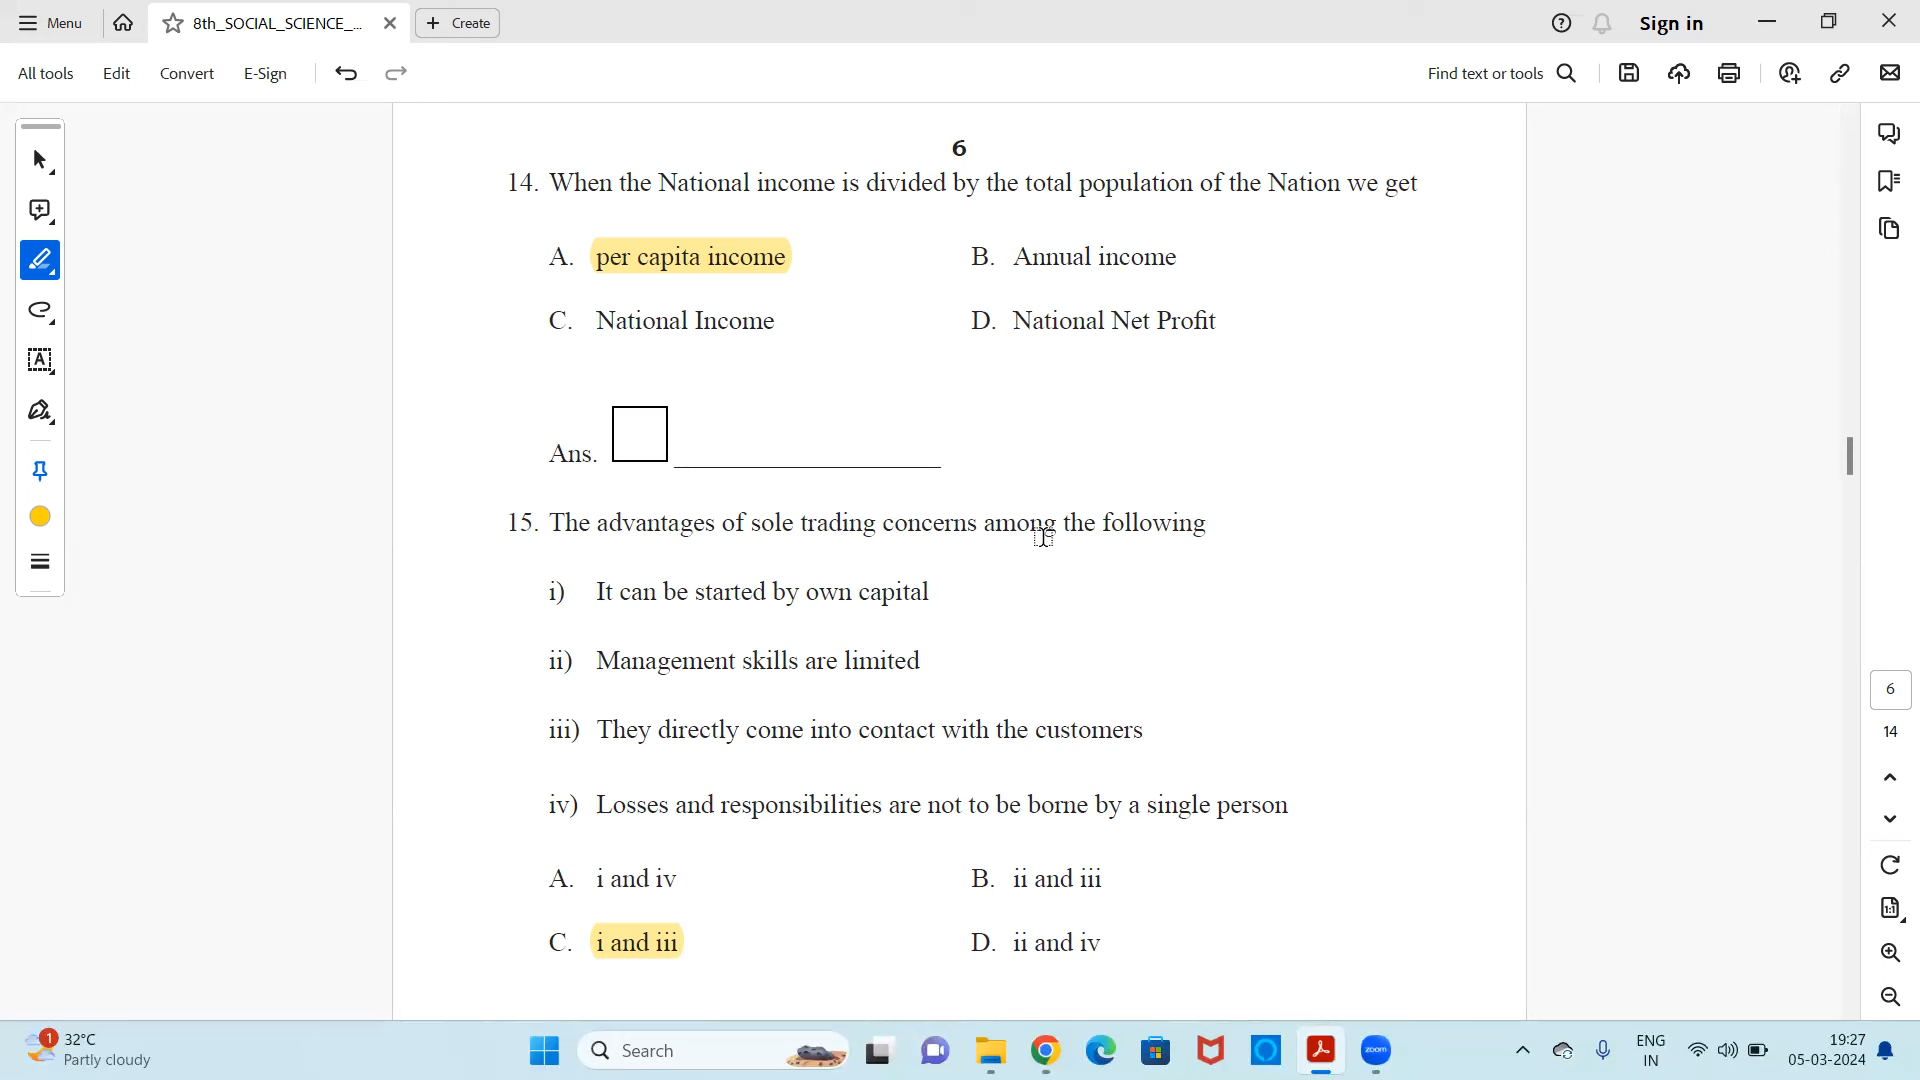 Menu
8th_SOCIAL_SCIENCE_...
Create
Sign in
All tools
Edit
Convert
E-Sign
Find text or tools
6
14. When the National income is divided by the total population of the Nation we get
A. per capita income B. Annual income
C. National Income D. National Net Profit
Ans.
15. The advantages of sole trading concerns among the following
i) It can be started by own capital
ii) Management skills are limited
iii) They directly come into contact with the customers
iv) Losses and responsibilities are not to be borne by a single person
A. i and iv B. ii and iii
C. i and iii D. ii and iv
6
14
1:1
1
32°C
Partly cloudy
Search
zoom
ENG
IN
19:27
05-03-2024